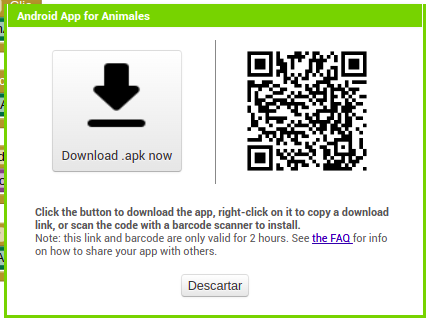 Android App for Animales
Download .apk now
Click the button to download the app, right-click on it to copy a download
link, or scan the code with a barcode scanner to install.
Note: this link and barcode are only valid for 2 hours. See the FAQ for info
on how to share your app with others.
Descartar